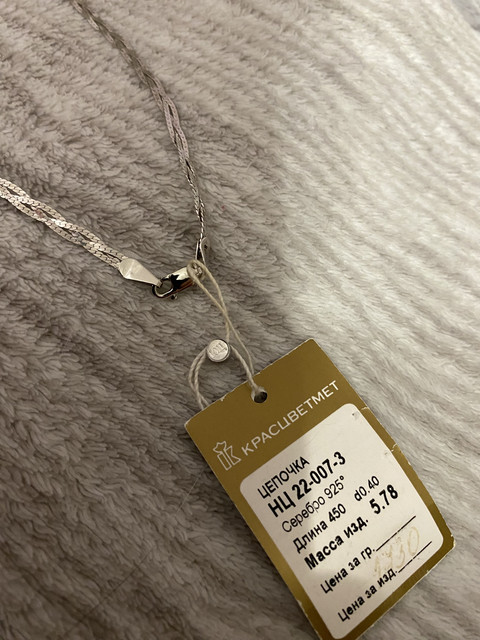 КРАСЦВЕТМЕТ
ЦЕПОЧКА
НЦ 22-007-3
Серебро 925°
Длина 450 d0.40
Масса изд. 5.78
Цена за гр.
Цена за изд.